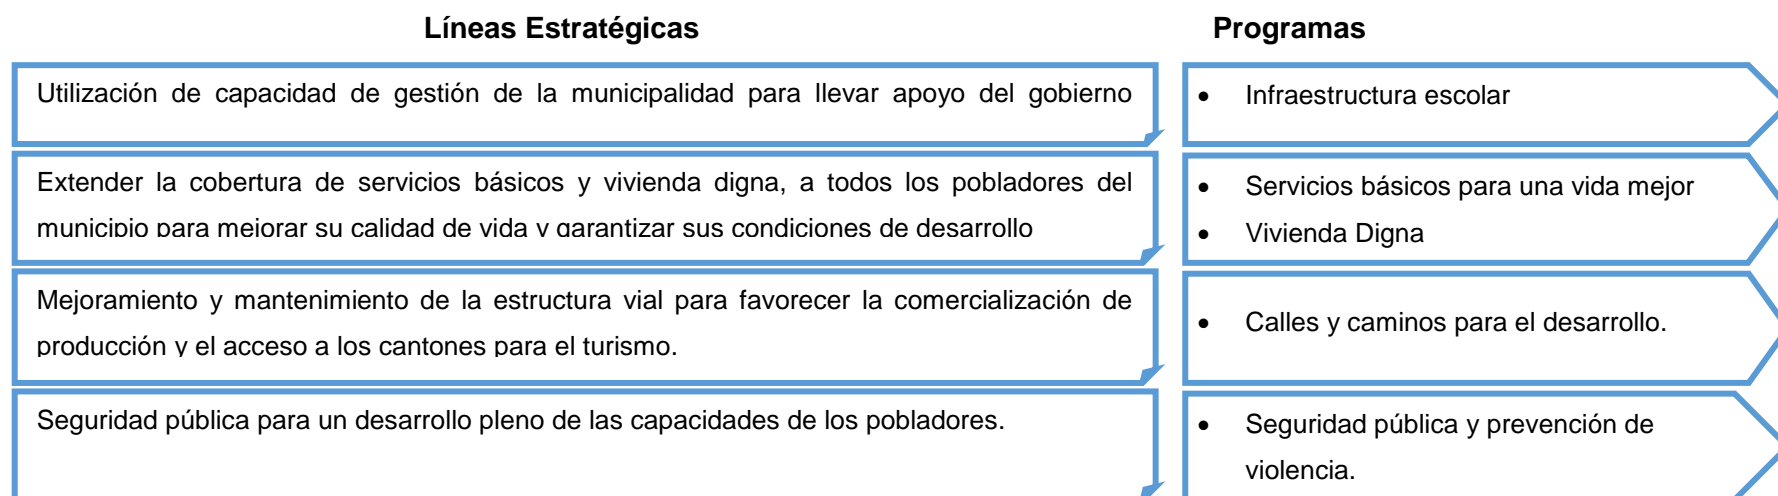 Líneas Estratégicas
Programas
Utilización de capacidad de gestión de la municipalidad para llevar apoyo del gobierno
• Infraestructura escolar
Extender la cobertura de servicios básicos y vivienda digna, a todos los pobladores del
municipio para mejorar su calidad de vida y garantizar sus condiciones de desarrollo
• Servicios básicos para una vida mejor
• Vivienda Digna
Mejoramiento y mantenimiento de la estructura vial para favorecer la comercialización de
producción y el acceso a los cantones para el turismo.
• Calles y caminos para el desarrollo.
Seguridad pública para un desarrollo pleno de las capacidades de los pobladores.
• Seguridad pública y prevención de
violencia.